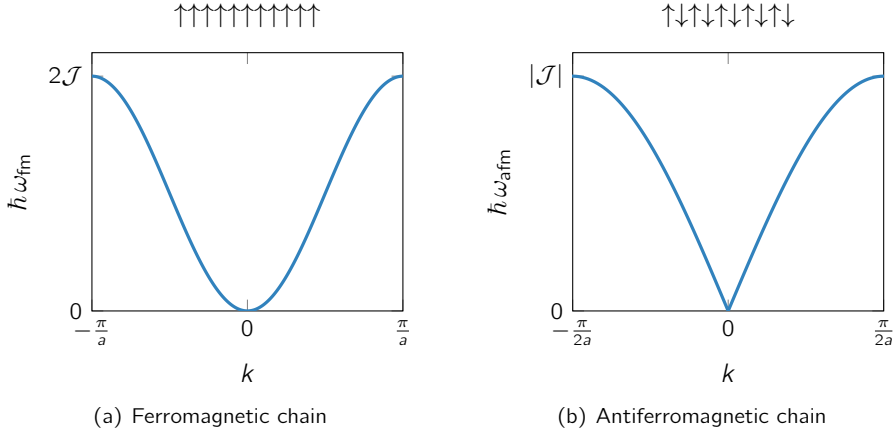 ↑↑↑↑↑↑↑↑↑↑↑
2𝒥
ℏω_fm
0
−π/a
0
π/a
k
(a) Ferromagnetic chain
↑↓↑↓↑↓↑↓↑↓
|𝒥|
ℏω_afm
0
−π/2a
0
π/2a
k
(b) Antiferromagnetic chain